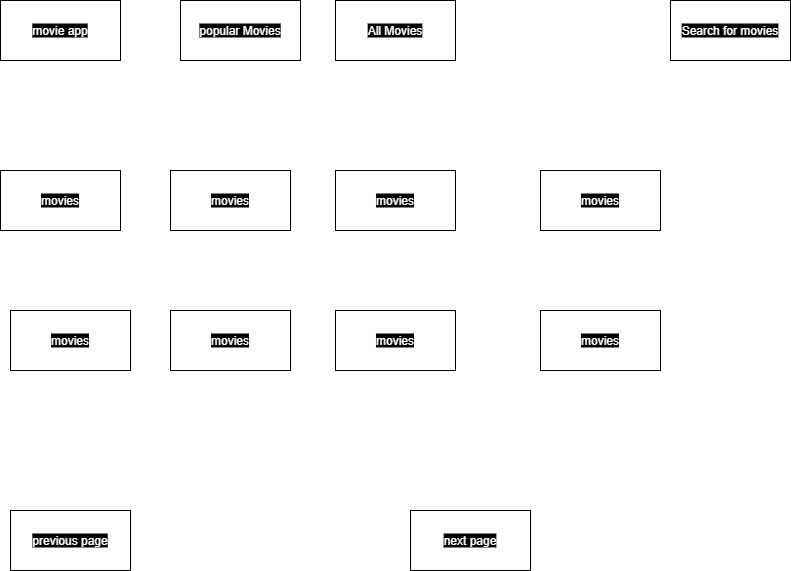 movie app
popular Movies
All Movies
Search for movies
movies
movies
movies
movies
movies
movies
movies
movies
previous page
next page